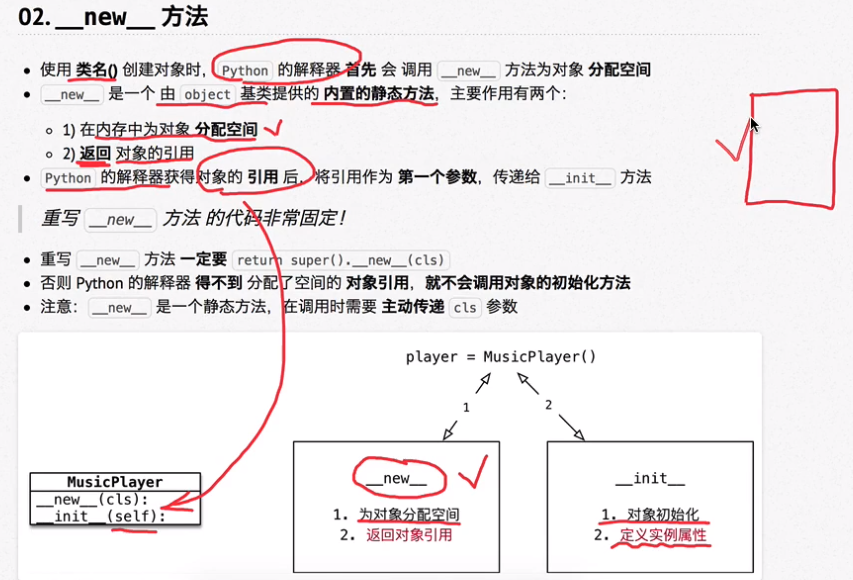 02. __new__ 方法
使用 类名() 创建对象时， Python 的解释器 首先 会 调用 __new__ 方法为对象 分配空间
__new__ 是一个 由 object 基类提供的 内置的静态方法，主要作用有两个：
1) 在内存中为对象 分配空间
2) 返回 对象的引用
Python 的解释器获得对象的 引用 后，将引用作为 第一个参数，传递给 __init__ 方法
重写 __new__ 方法 的代码非常固定！
重写 __new__ 方法 一定要 return super().__new__(cls)
否则 Python 的解释器 得不到 分配了空间的 对象引用，就不会调用对象的初始化方法
注意： __new__ 是一个静态方法，在调用时需要 主动传递 cls 参数
player = MusicPlayer()
1
2
MusicPlayer
__new__(cls):
__init__(self):
__new__
1. 为对象分配空间
2. 返回对象引用
__init__
1. 对象初始化
2. 定义实例属性